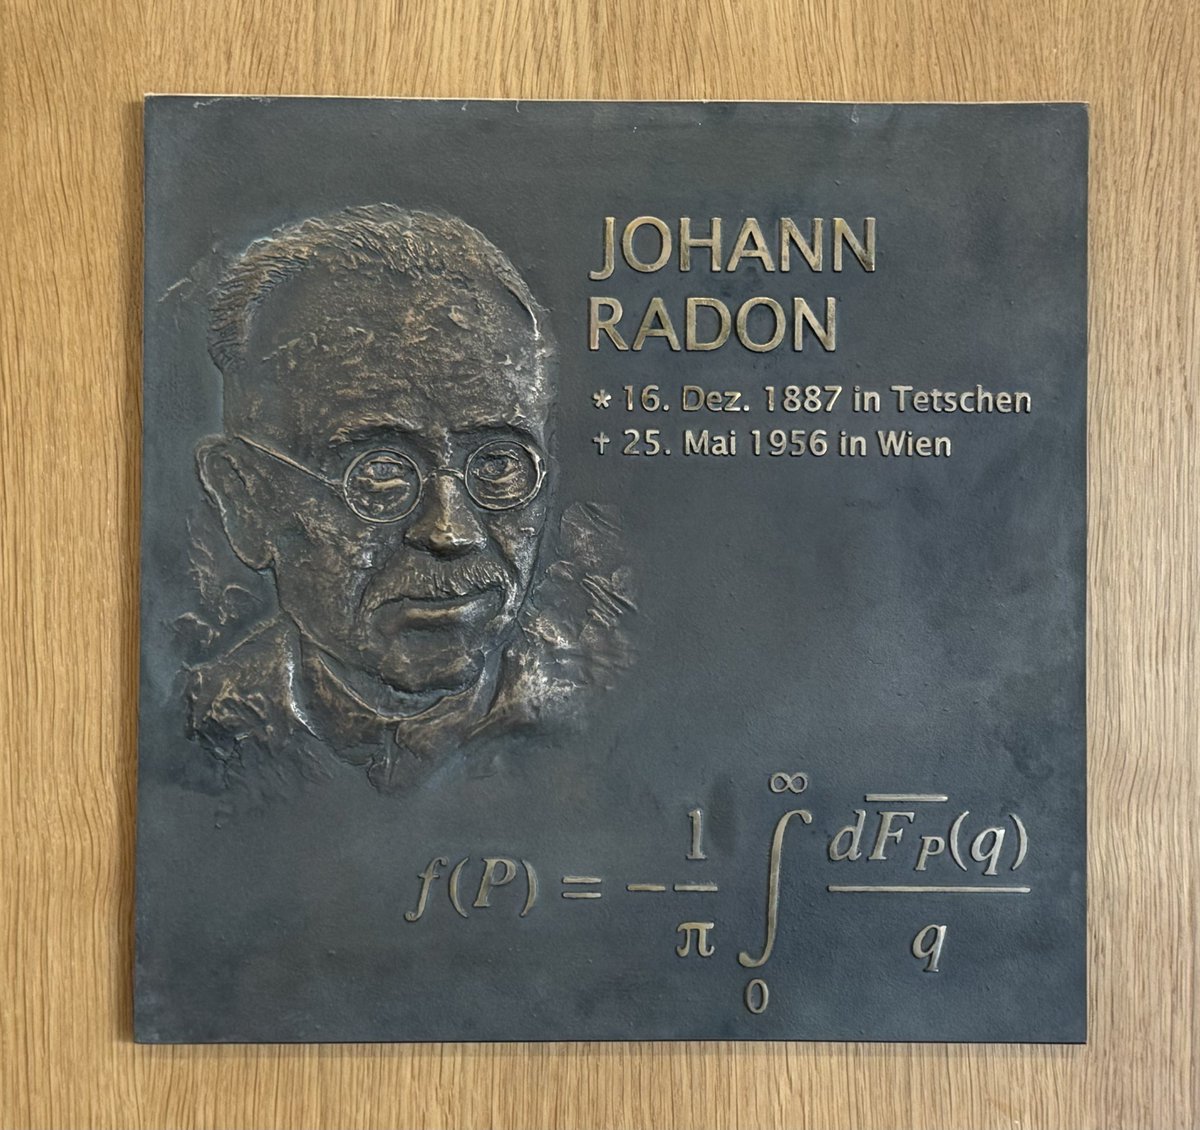 JOHANN
RADON
* 16. Dez. 1887 in Tetschen
† 25. Mai 1956 in Wien
f(P) = −1/π ∫₀^∞ dF̅_P̅(q)/q